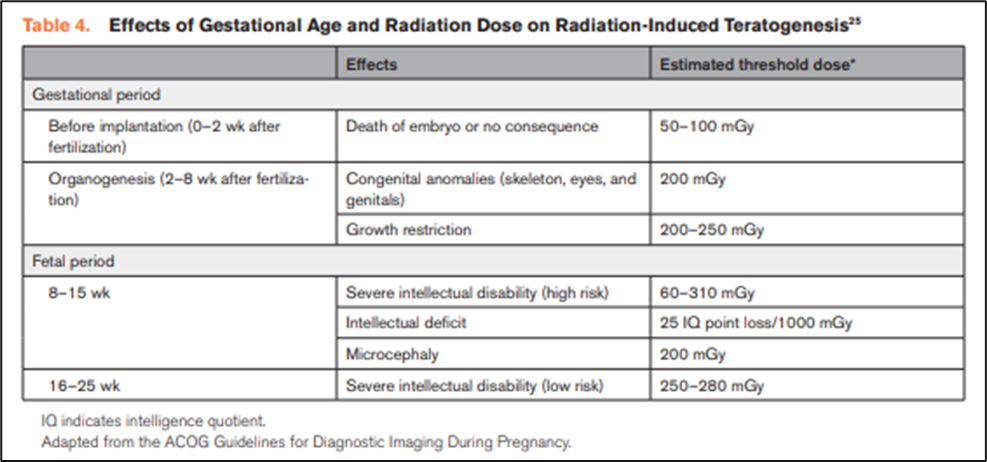 Table 4. Effects of Gestational Age and Radiation Dose on Radiation-Induced Teratogenesis25
Effects Estimated threshold dose*
Gestational period
Before implantation (0–2 wk after Death of embryo or no consequence 50–100 mGy
fertilization)
Organogenesis (2–8 wk after fertiliza- Congenital anomalies (skeleton, eyes, and 200 mGy
tion) genitals)
Growth restriction 200–250 mGy
Fetal period
8–15 wk Severe intellectual disability (high risk) 60–310 mGy
Intellectual deficit 25 IQ point loss/1000 mGy
Microcephaly 200 mGy
16–25 wk Severe intellectual disability (low risk) 250–280 mGy
IQ indicates intelligence quotient.
Adapted from the ACOG Guidelines for Diagnostic Imaging During Pregnancy.